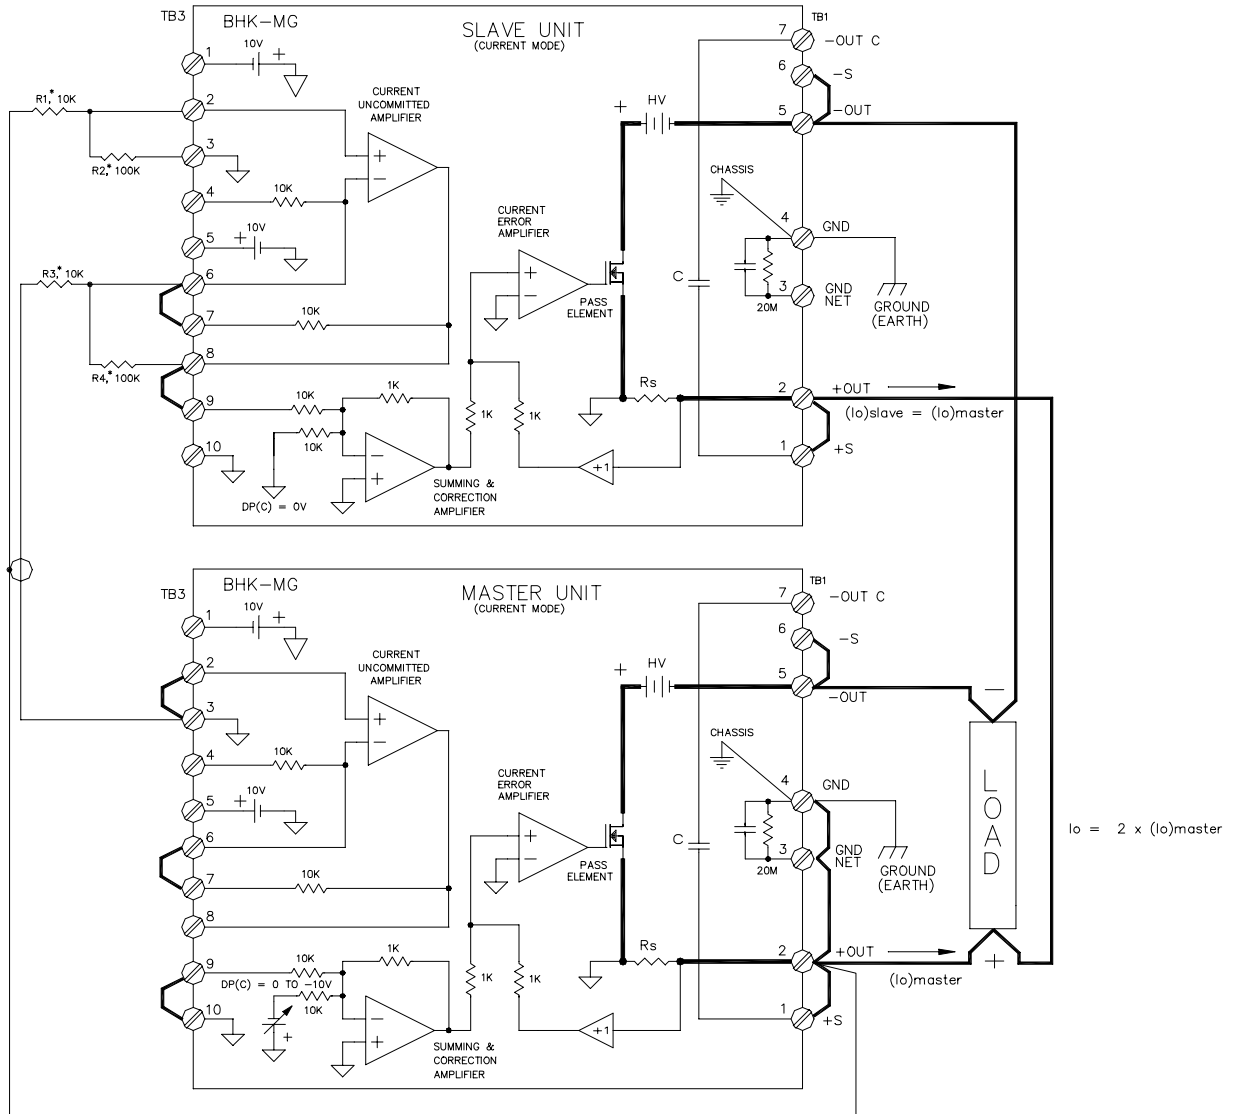 TB3
BHK-MG
SLAVE UNIT
(CURRENT MODE)
TB1
7
-OUT C
1
10V
+
6
-S
R1,* 10K
2
CURRENT
UNCOMMITTED
AMPLIFIER
+
HV
5
-OUT
3
R2,* 100K
+
-
CHASSIS
4
10K
CURRENT
ERROR
AMPLIFIER
4
GND
5
+
10V
R3,* 10K
6
+
-
PASS
ELEMENT
C
3
GND
NET
20M
GROUND
(EARTH)
7
10K
8
R4,* 100K
9
10K
1K
1K
1K
Rs
2
+OUT
(Io)slave = (Io)master
10K
10
-
+
+1
1
+S
SUMMING &
CORRECTION
AMPLIFIER
DP(C) = 0V
TB3
BHK-MG
MASTER UNIT
(CURRENT MODE)
TB1
7
-OUT C
1
10V
+
6
-S
2
CURRENT
UNCOMMITTED
AMPLIFIER
+
HV
5
-OUT
-
3
+
-
CHASSIS
4
10K
CURRENT
ERROR
AMPLIFIER
4
GND
LOAD
Io = 2 x (Io)master
5
+
10V
6
+
-
PASS
ELEMENT
C
3
GND
NET
20M
GROUND
(EARTH)
7
10K
8
9
10K
1K
1K
1K
Rs
2
+OUT
+
(Io)master
DP(C) = 0 TO -10V
10K
10
+
-
+
+1
1
+S
SUMMING &
CORRECTION
AMPLIFIER